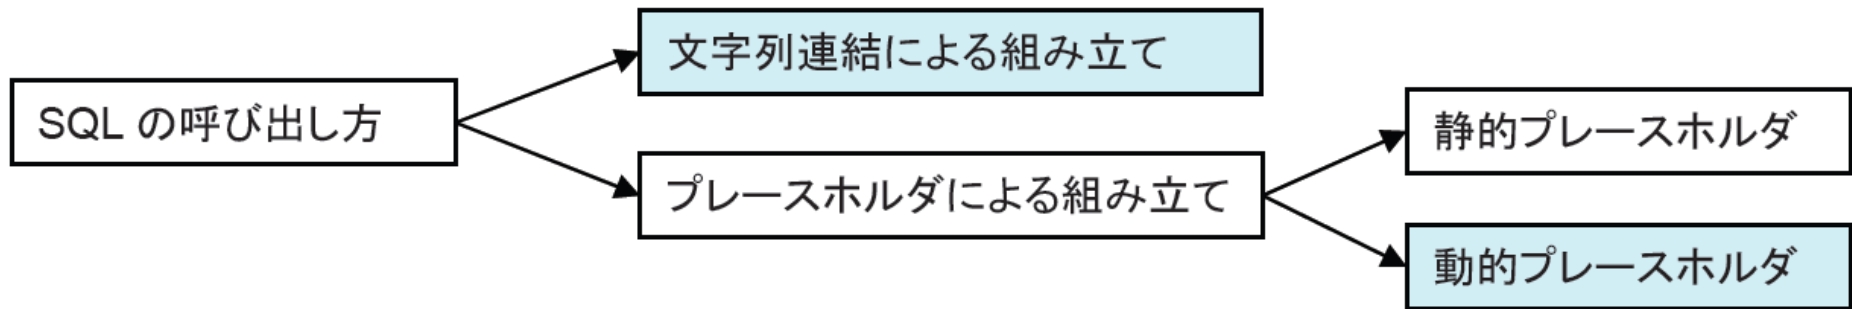 SQL の呼び出し方
文字列連結による組み立て
プレースホルダによる組み立て
静的プレースホルダ
動的プレースホルダ